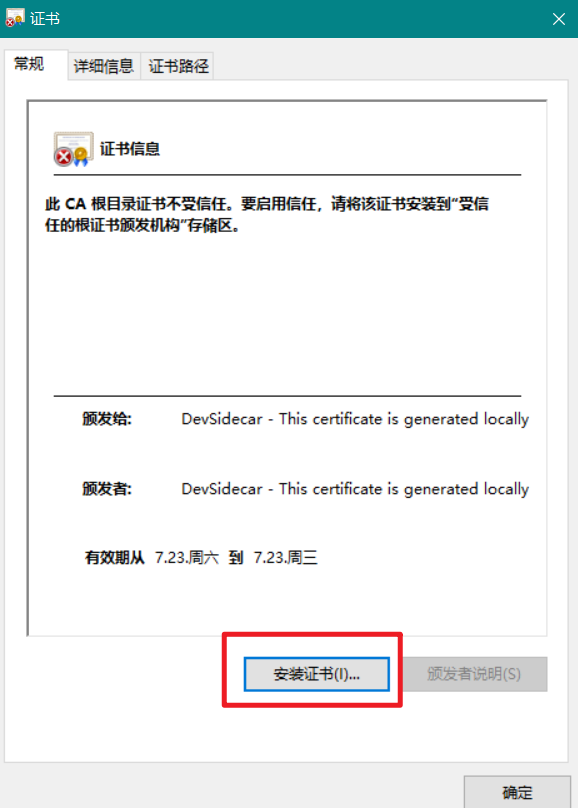 证书
常规
详细信息
证书路径
证书信息
此 CA 根目录证书不受信任。要启用信任，请将该证书安装到“受信
任的根证书颁发机构”存储区。
颁发给: DevSidecar - This certificate is generated locally
颁发者: DevSidecar - This certificate is generated locally
有效期从 7.23.周六 到 7.23.周三
安装证书(I)...
颁发者说明(S)
确定